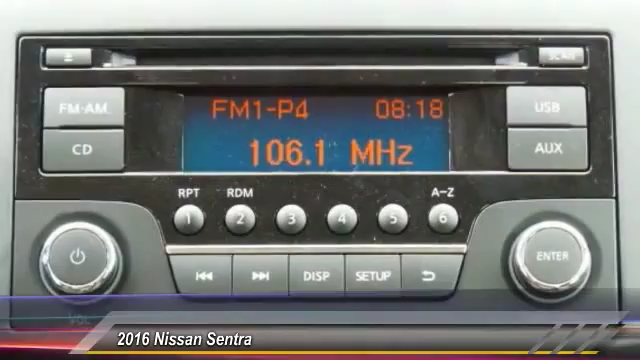 SCAN
FM·AM
FM1-P4 08:18
USB
CD
106.1 MHz
AUX
RPT RDM A-Z
1 2 3 4 5 6
ENTER
DISP SETUP
VOL
2016 Nissan Sentra